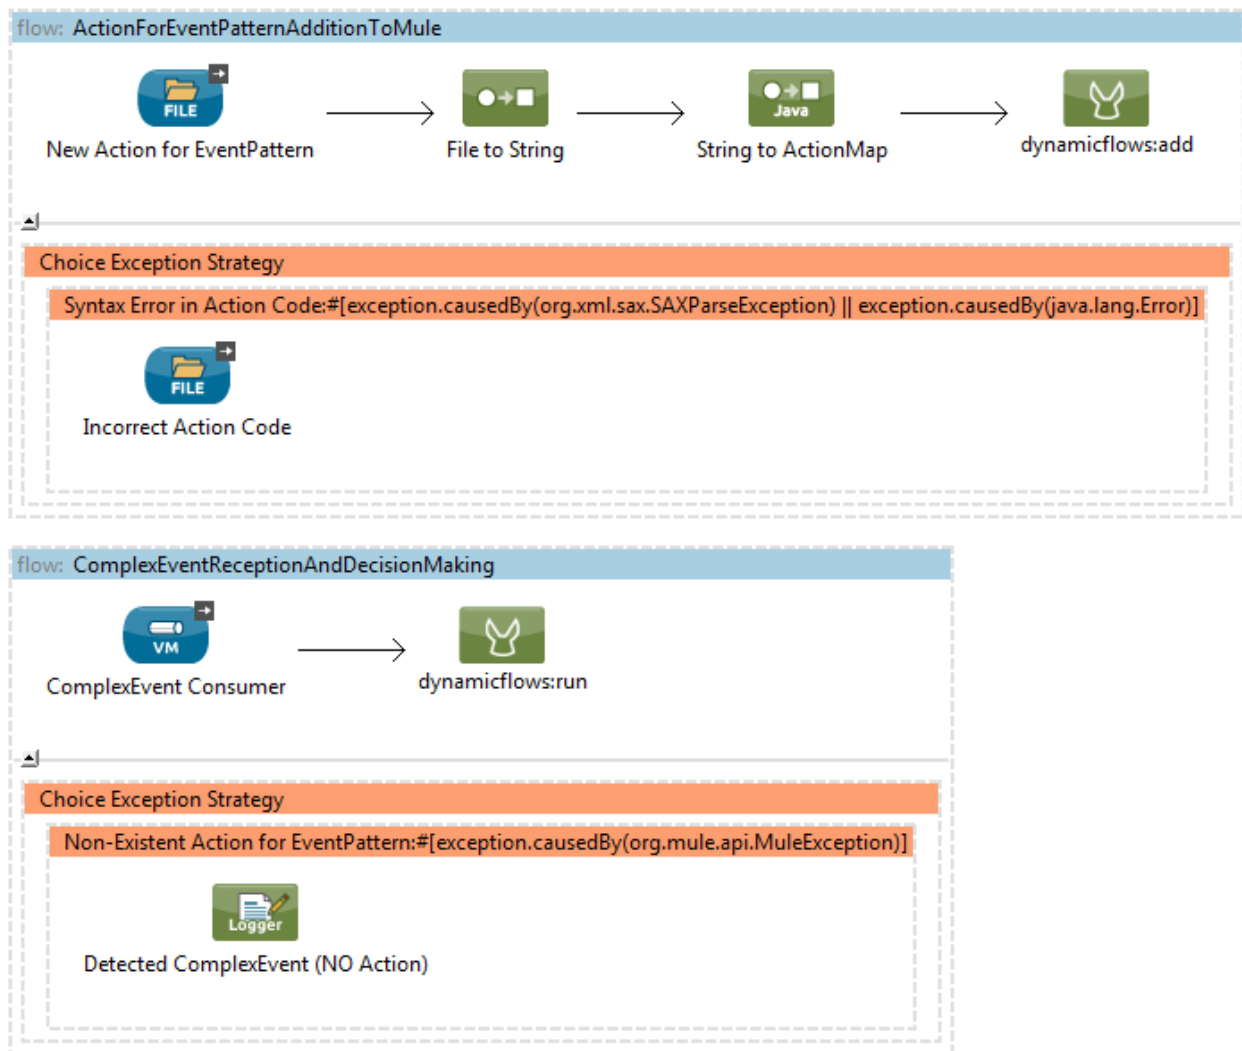 flow: ActionForEventPatternAdditionToMule
FILE
Java
New Action for EventPattern
File to String
String to ActionMap
dynamicflows:add
Choice Exception Strategy
Syntax Error in Action Code:#[exception.causedBy(org.xml.sax.SAXParseException) || exception.causedBy(java.lang.Error)]
FILE
Incorrect Action Code
flow: ComplexEventReceptionAndDecisionMaking
VM
ComplexEvent Consumer
dynamicflows:run
Choice Exception Strategy
Non-Existent Action for EventPattern:#[exception.causedBy(org.mule.api.MuleException)]
Logger
Detected ComplexEvent (NO Action)